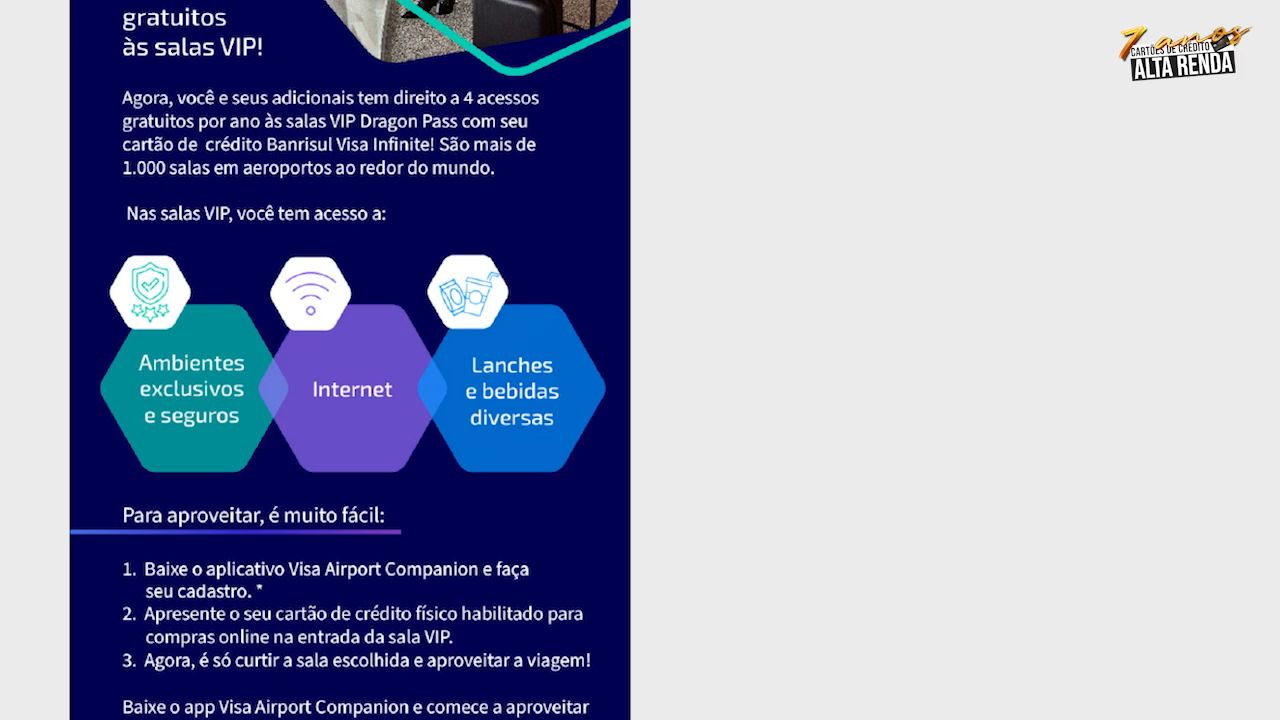 gratuitos
às salas VIP!
7 anos
CARTÕES DE CRÉDITO
ALTA RENDA
Agora, você e seus adicionais tem direito a 4 acessos
gratuitos por ano às salas VIP Dragon Pass com seu
cartão de crédito Banrisul Visa Infinite! São mais de
1.000 salas em aeroportos ao redor do mundo.
Nas salas VIP, você tem acesso a:
Ambientes
exclusivos
e seguros
Internet
Lanches
e bebidas
diversas
Para aproveitar, é muito fácil:
1. Baixe o aplicativo Visa Airport Companion e faça
seu cadastro. *
2. Apresente o seu cartão de crédito físico habilitado para
compras online na entrada da sala VIP.
3. Agora, é só curtir a sala escolhida e aproveitar a viagem!
Baixe o app Visa Airport Companion e comece a aproveitar